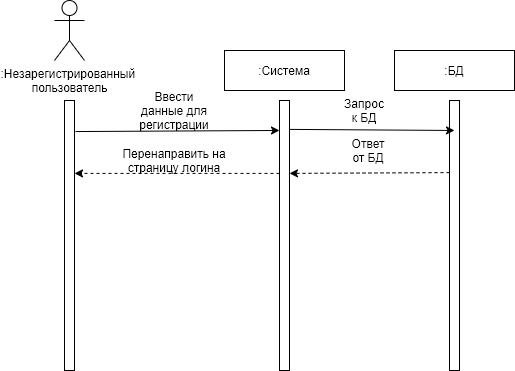 :Незарегистрированный
пользователь
:Система
:БД
Ввести
данные для
регистрации
Запрос
к БД
Перенаправить на
страницу логина
Ответ
от БД